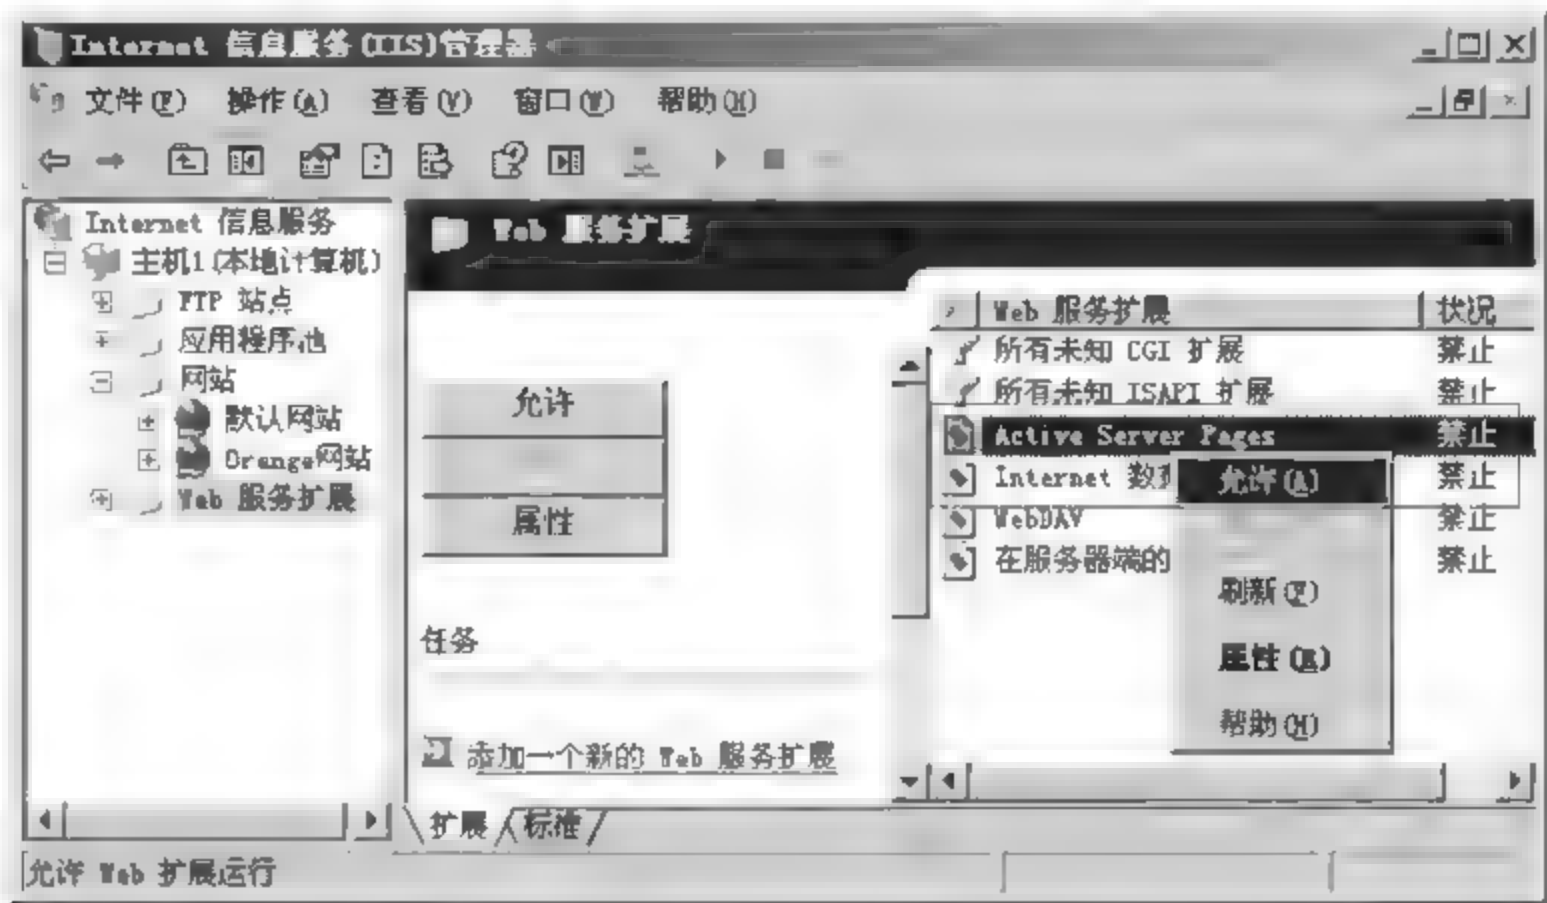 Internet 信息服务(IIS)管理器
文件(F) 操作(A) 查看(V) 窗口(W) 帮助(H)
Internet 信息服务
主机1(本地计算机)
FTP 站点
应用程序池
网站
默认网站
Orange网站
Web 服务扩展
Web 服务扩展
允许
属性
任务
添加一个新的 Web 服务扩展
扩展 标准
Web 服务扩展 状况
所有未知 CGI 扩展 禁止
所有未知 ISAPI 扩展 禁止
Active Server Pages 禁止
Internet 数据 禁止
WebDAV 禁止
在服务器端的 禁止
允许(A)
刷新(F)
属性(R)
帮助(H)
允许 Web 扩展运行